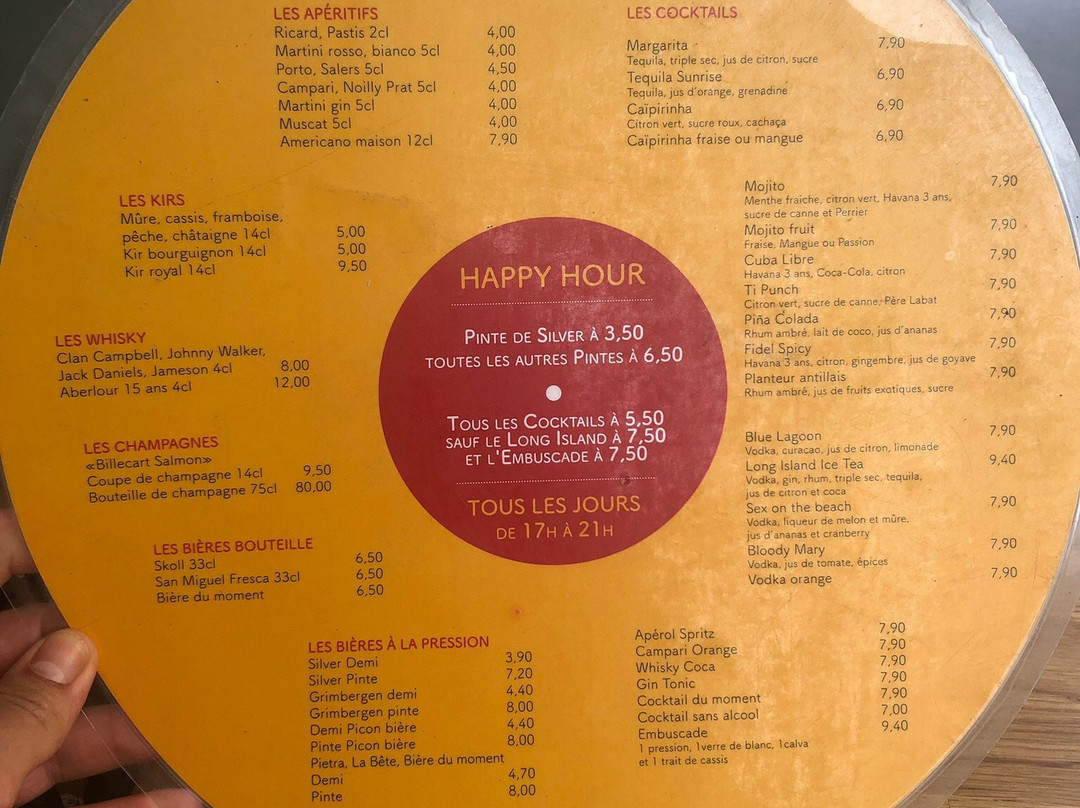 LES APÉRITIFS
Ricard, Pastis 2cl 4,00
Martini rosso, bianco 5cl 4,00
Porto, Salers 5cl 4,50
Campari, Noilly Prat 5cl 4,00
Martini gin 5cl 4,00
Muscat 5cl 4,00
Americano maison 12cl 7,90
LES KIRS
Mûre, cassis, framboise,
pêche, châtaigne 14cl 5,00
Kir bourguignon 14cl 5,00
Kir royal 14cl 9,50
LES WHISKY
Clan Campbell, Johnny Walker,
Jack Daniels, Jameson 4cl 8,00
Aberlour 15 ans 4cl 12,00
LES CHAMPAGNES
«Billecart Salmon»
Coupe de champagne 14cl 9,50
Bouteille de champagne 75cl 80,00
LES BIÈRES BOUTEILLE
Skoll 33cl 6,50
San Miguel Fresca 33cl 6,50
Bière du moment 6,50
LES BIÈRES À LA PRESSION
Silver Demi 3,90
Silver Pinte 7,20
Grimbergen demi 4,40
Grimbergen pinte 8,00
Demi Picon bière 4,40
Pinte Picon bière 8,00
Pietra, La Bête, Bière du moment
Demi 4,70
Pinte 8,00
HAPPY HOUR
PINTE DE SILVER À 3,50
TOUTES LES AUTRES PINTES À 6,50
TOUS LES COCKTAILS À 5,50
SAUF LE LONG ISLAND À 7,50
ET L'EMBUSCADE À 7,50
TOUS LES JOURS
DE 17H À 21H
LES COCKTAILS
Margarita 7,90
Tequila, triple sec, jus de citron, sucre
Tequila Sunrise 6,90
Tequila, jus d'orange, grenadine
Caïpirinha 6,90
Citron vert, sucre roux, cachaça
Caïpirinha fraise ou mangue 6,90
Mojito 7,90
Menthe fraiche, citron vert, Havana 3 ans,
sucre de canne et Perrier
Mojito fruit 7,90
Fraise, Mangue ou Passion
Cuba Libre 7,90
Havana 3 ans, Coca-Cola, citron
Ti Punch 7,90
Citron vert, sucre de canne, Père Labat
Piña Colada 7,90
Rhum ambré, lait de coco, jus d'ananas
Fidel Spicy 7,90
Havana 3 ans, citron, gingembre, jus de goyave
Planteur antillais 7,90
Rhum ambré, jus de fruits exotiques, sucre
Blue Lagoon 7,90
Vodka, curacao, jus de citron, limonade
Long Island Ice Tea 9,40
Vodka, gin, rhum, triple sec, tequila,
jus de citron et coca
Sex on the beach 7,90
Vodka, liqueur de melon et mûre,
jus d'ananas et cranberry
Bloody Mary 7,90
Vodka, jus de tomate, épices
Vodka orange 7,90
Apérol Spritz 7,90
Campari Orange 7,90
Whisky Coca 7,90
Gin Tonic 7,90
Cocktail du moment 7,90
Cocktail sans alcool 7,00
Embuscade 9,40
1 pression, 1verre de blanc, 1calva
et 1 trait de cassis